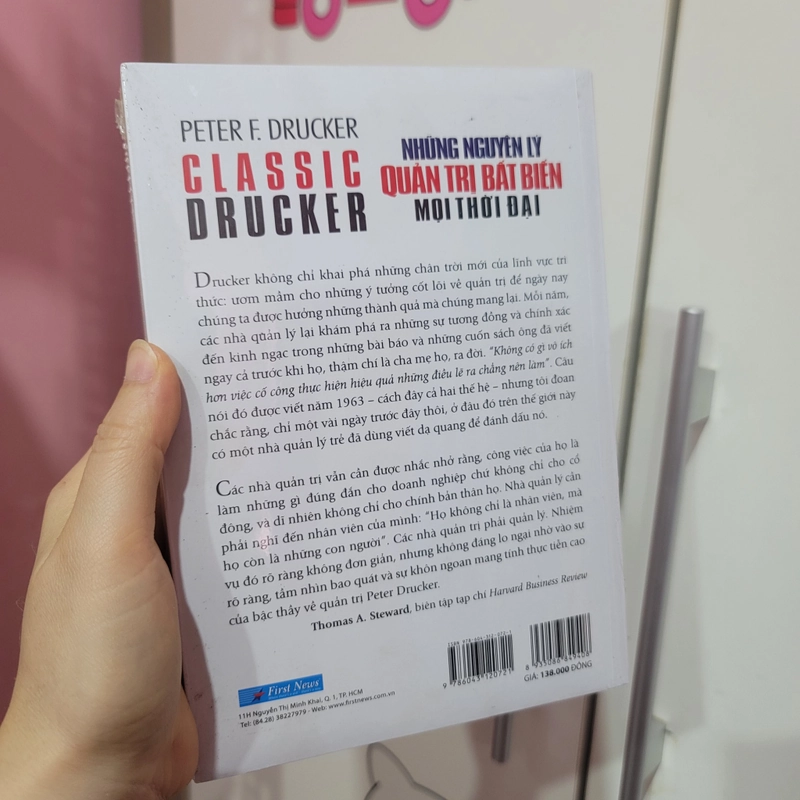 PETER F. DRUCKER
CLASSIC
DRUCKER
NHỮNG NGUYÊN LÝ
QUẢN TRỊ BẤT BIẾN
MỌI THỜI ĐẠI
Drucker không chỉ khai phá những chân trời mới của lĩnh vực tri
thức: ươm mầm cho những ý tưởng cốt lõi về quản trị để ngày nay
chúng ta được hưởng những thành quả mà chúng mang lại. Mỗi năm,
các nhà quản lý lại khám phá ra những sự tương đồng và chính xác
đến kinh ngạc trong những bài báo và những cuốn sách ông đã viết
ngay cả trước khi họ, thậm chí là cha mẹ họ, ra đời. "Không có gì vô ích
hơn việc cố công thực hiện hiệu quả những điều lẽ ra chẳng nên làm". Câu
nói đó được viết năm 1963 – cách đây cả hai thế hệ – nhưng tôi đoan
chắc rằng, chỉ một vài ngày trước đây thôi, ở đâu đó trên thế giới này
có một nhà quản lý trẻ đã dùng viết dạ quang để đánh dấu nó.
Các nhà quản trị vẫn cần được nhắc nhở rằng, công việc của họ là
làm những gì đúng đắn cho doanh nghiệp chứ không chỉ cho cổ
đông, và dĩ nhiên không chỉ cho chính bản thân họ. Nhà quản lý cần
phải nghĩ đến nhân viên của mình: "Họ không chỉ là nhân viên, mà
họ còn là những con người". Các nhà quản trị phải quản lý. Nhiệm
vụ đó rõ ràng không đơn giản, nhưng không đáng lo ngại nhờ vào sự
rõ ràng, tầm nhìn bao quát và sự khôn ngoan mang tính thực tiễn cao
của bậc thầy về quản trị Peter Drucker.
Thomas A. Steward, biên tập tạp chí Harvard Business Review
First News
11H Nguyễn Thị Minh Khai, Q. 1, TP. HCM
Tel: (84.28) 38227979 - Web: www.firstnews.com.vn
9 786043 120721
8 935086 849408
GIÁ: 138.000 ĐỒNG